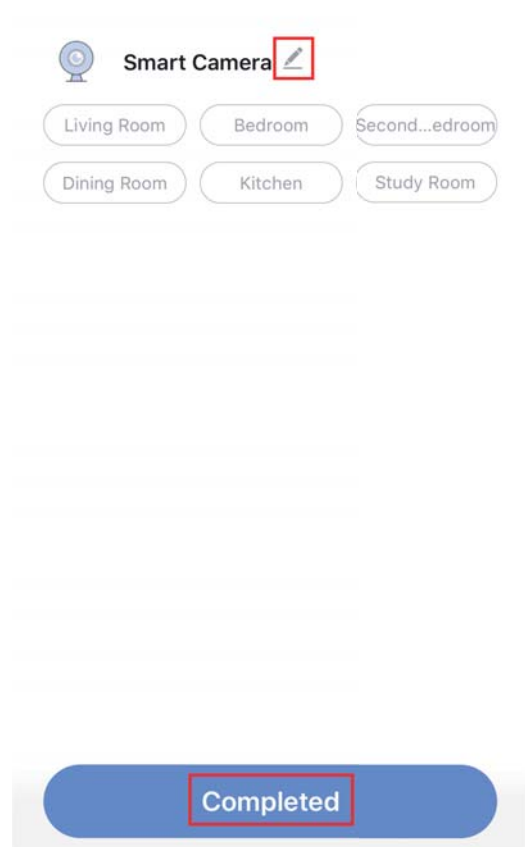 Smart Camera
Living Room Bedroom Second...edroom
Dining Room Kitchen Study Room
Completed